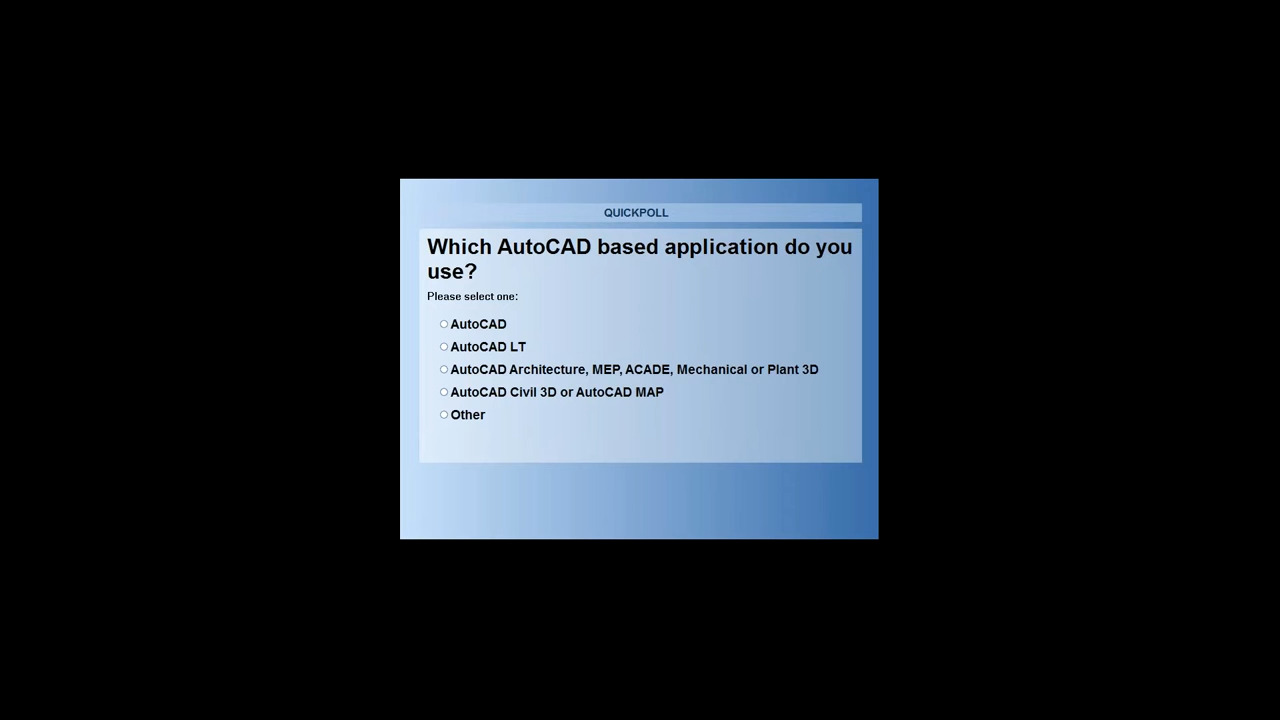 QUICKPOLL
Which AutoCAD based application do you
use?
Please select one:
AutoCAD
AutoCAD LT
AutoCAD Architecture, MEP, ACADE, Mechanical or Plant 3D
AutoCAD Civil 3D or AutoCAD MAP
Other